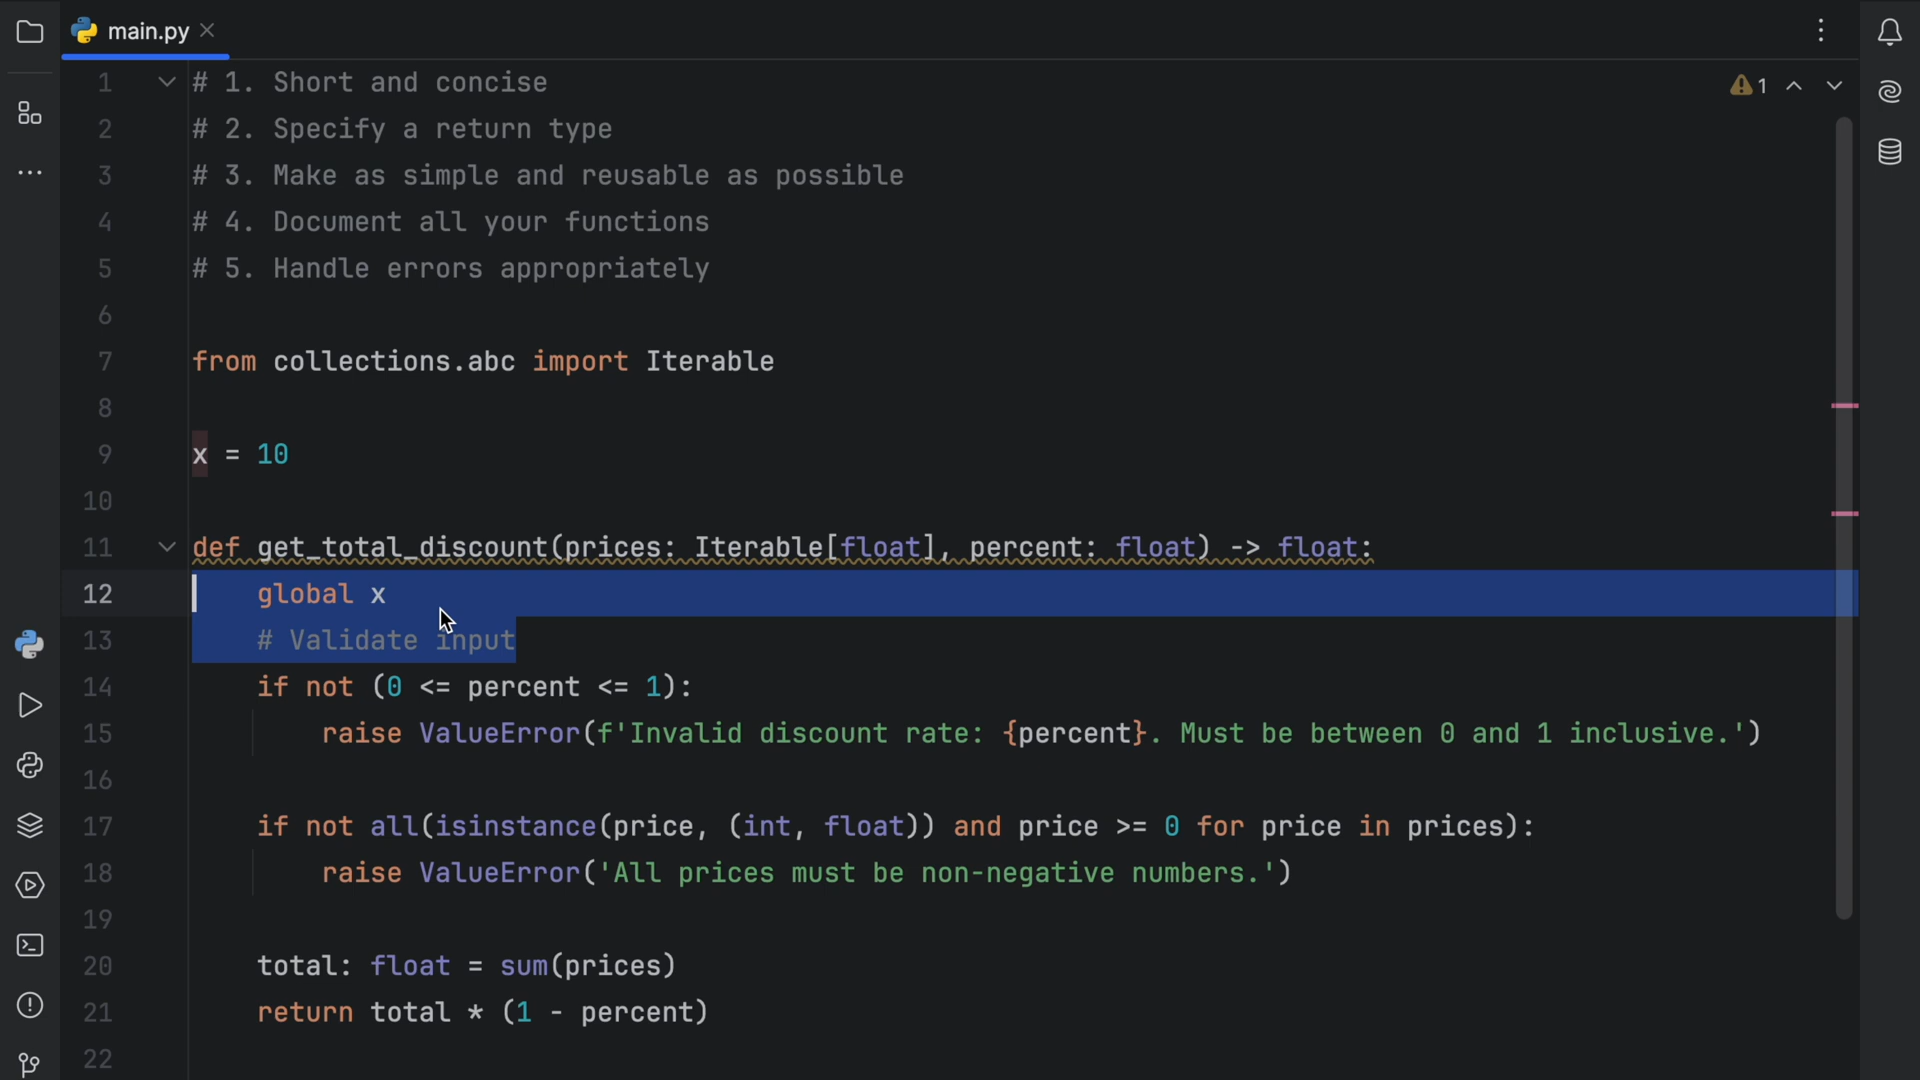 main.py
1 # 1. Short and concise
2 # 2. Specify a return type
3 # 3. Make as simple and reusable as possible
4 # 4. Document all your functions
5 # 5. Handle errors appropriately
6
7 from collections.abc import Iterable
8
9 x = 10
10
11 def get_total_discount(prices: Iterable[float], percent: float) -> float:
12     global x
13     # Validate input
14     if not (0 <= percent <= 1):
15         raise ValueError(f'Invalid discount rate: {percent}. Must be between 0 and 1 inclusive.')
16
17     if not all(isinstance(price, (int, float)) and price >= 0 for price in prices):
18         raise ValueError('All prices must be non-negative numbers.')
19
20     total: float = sum(prices)
21     return total * (1 - percent)
22
1